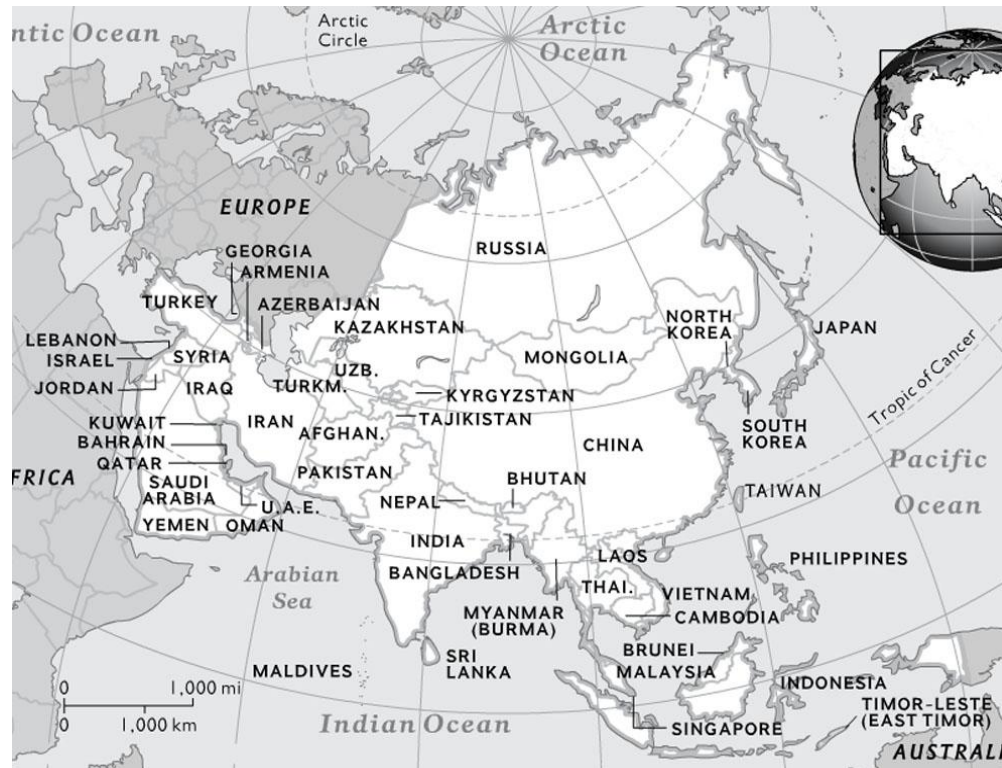 ntic Ocean
Arctic
Circle
Arctic
Ocean
EUROPE
RUSSIA
GEORGIA
ARMENIA
TURKEY
AZERBAIJAN
KAZAKHSTAN
NORTH
KOREA
JAPAN
LEBANON
ISRAEL
SYRIA
MONGOLIA
UZB.
Tropic of Cancer
JORDAN
IRAQ
TURKM.
KYRGYZSTAN
KUWAIT
IRAN
AFGHAN.
TAJIKISTAN
SOUTH
KOREA
BAHRAIN
CHINA
QATAR
Pacific
Ocean
FRICA
SAUDI
ARABIA
PAKISTAN
BHUTAN
NEPAL
TAIWAN
U.A.E.
YEMEN
OMAN
INDIA
LAOS
PHILIPPINES
Arabian
Sea
BANGLADESH
THAI.
VIETNAM
MYANMAR
(BURMA)
CAMBODIA
BRUNEI
SRI
LANKA
MALDIVES
MALAYSIA
INDONESIA
0 1,000 mi
0 1,000 km
TIMOR-LESTE
(EAST TIMOR)
Indian Ocean
SINGAPORE
AUSTRALI